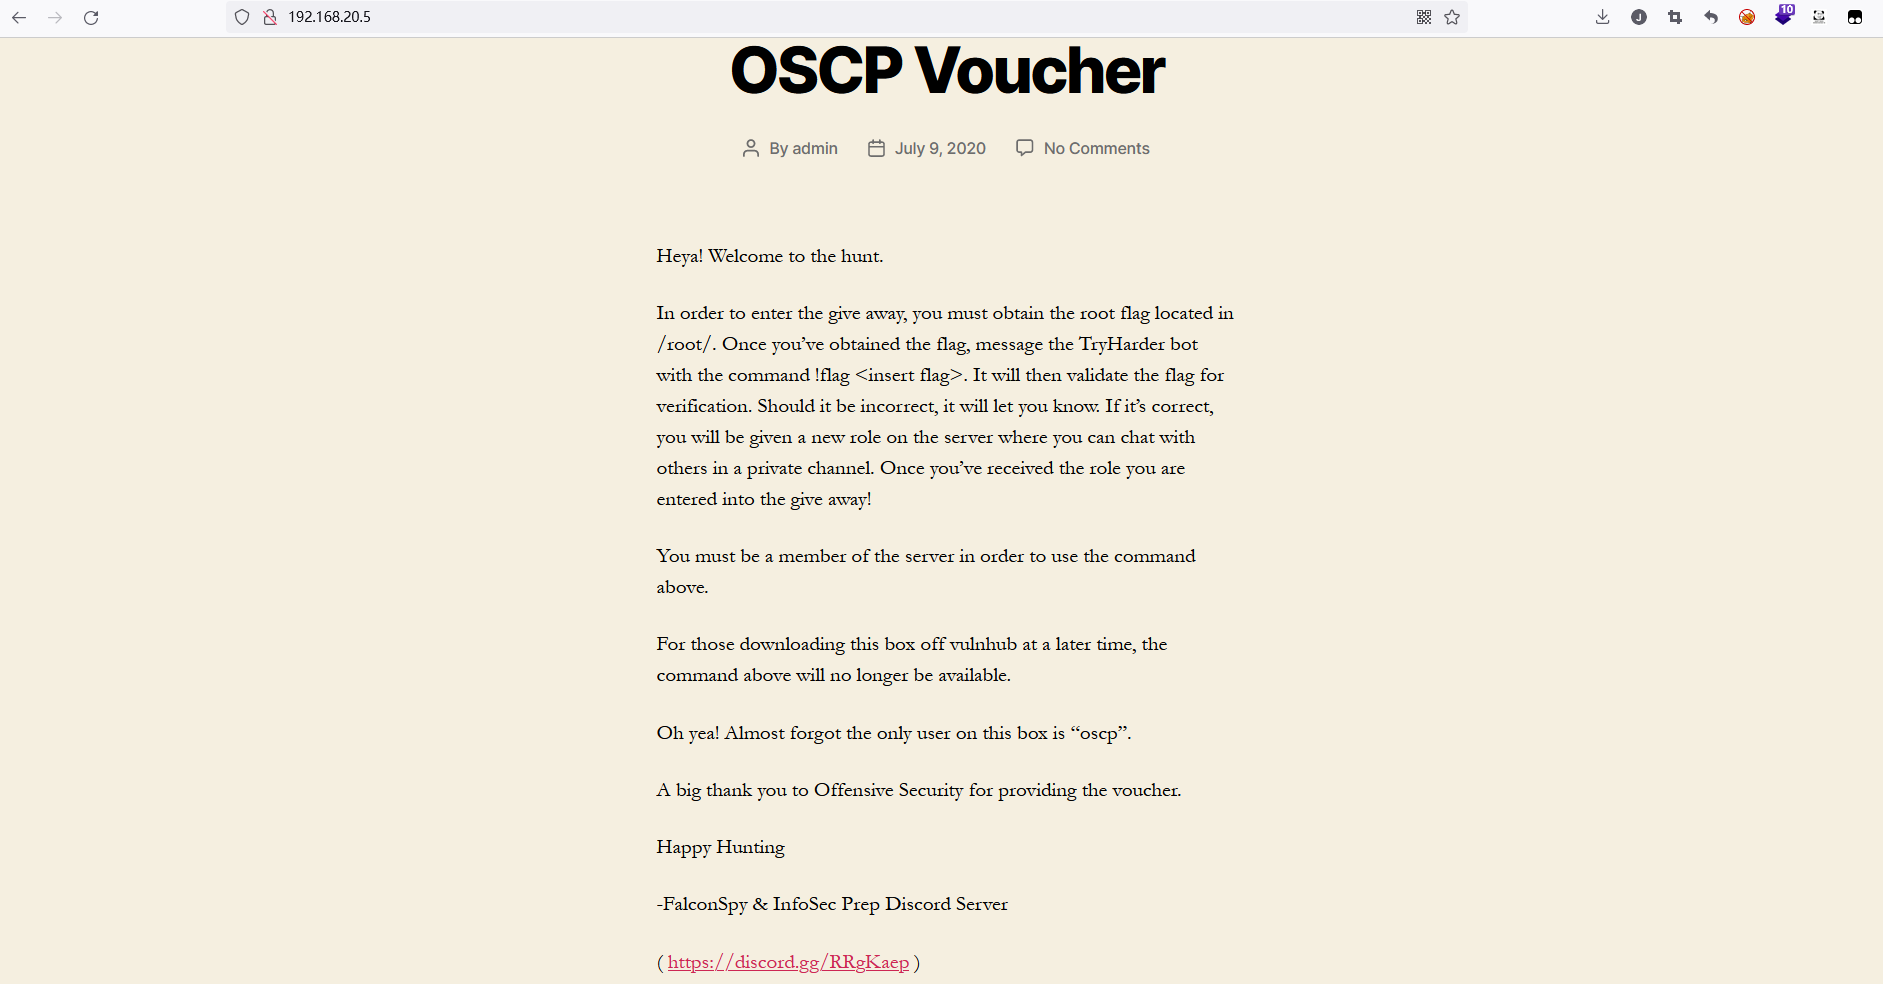 192.168.20.5
10
J
OSCP Voucher
By admin July 9, 2020 No Comments
Heya! Welcome to the hunt.
In order to enter the give away, you must obtain the root flag located in
/root/. Once you’ve obtained the flag, message the TryHarder bot
with the command !flag <insert flag>. It will then validate the flag for
verification. Should it be incorrect, it will let you know. If it’s correct,
you will be given a new role on the server where you can chat with
others in a private channel. Once you’ve received the role you are
entered into the give away!
You must be a member of the server in order to use the command
above.
For those downloading this box off vulnhub at a later time, the
command above will no longer be available.
Oh yea! Almost forgot the only user on this box is “oscp”.
A big thank you to Offensive Security for providing the voucher.
Happy Hunting
-FalconSpy & InfoSec Prep Discord Server
( https://discord.gg/RRgKaep )